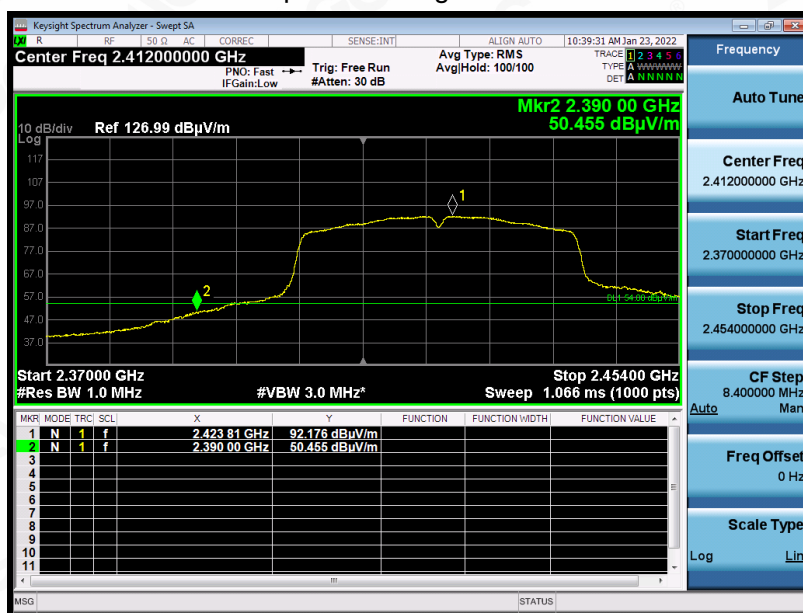 Keysight Spectrum Analyzer - Swept SA
LXI R RF 50 Ω AC CORREC SENSE:INT ALIGN AUTO 10:39:31 AM Jan 23, 2022
Center Freq 2.412000000 GHz
PNO: Fast
IFGain:Low
Trig: Free Run
#Atten: 30 dB
Avg Type: RMS
Avg|Hold: 100/100
TRACE 1 2 3 4 5 6
TYPE A WWWWW
DET A N N N N N
Mkr2 2.390 00 GHz
50.455 dBµV/m
10 dB/div Ref 126.99 dBµV/m
Log
117
107
97.0
87.0
77.0
67.0
57.0
47.0
37.0
1
2
DL1 54.00 dBµV/m
Start 2.37000 GHz Stop 2.45400 GHz
#Res BW 1.0 MHz #VBW 3.0 MHz* Sweep 1.066 ms (1000 pts)
MKR MODE TRC SCL X Y FUNCTION FUNCTION WIDTH FUNCTION VALUE
1 N 1 f 2.423 81 GHz 92.176 dBµV/m
2 N 1 f 2.390 00 GHz 50.455 dBµV/m
3
4
5
6
7
8
9
10
11
MSG STATUS
Frequency
Auto Tune
Center Freq
2.412000000 GHz
Start Freq
2.370000000 GHz
Stop Freq
2.454000000 GHz
CF Step
8.400000 MHz
Auto Man
Freq Offset
0 Hz
Scale Type
Log Lin